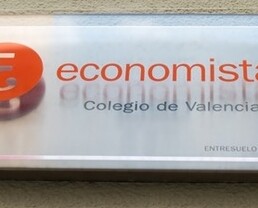 economista
Colegio de Valencia
ENTRESUELO